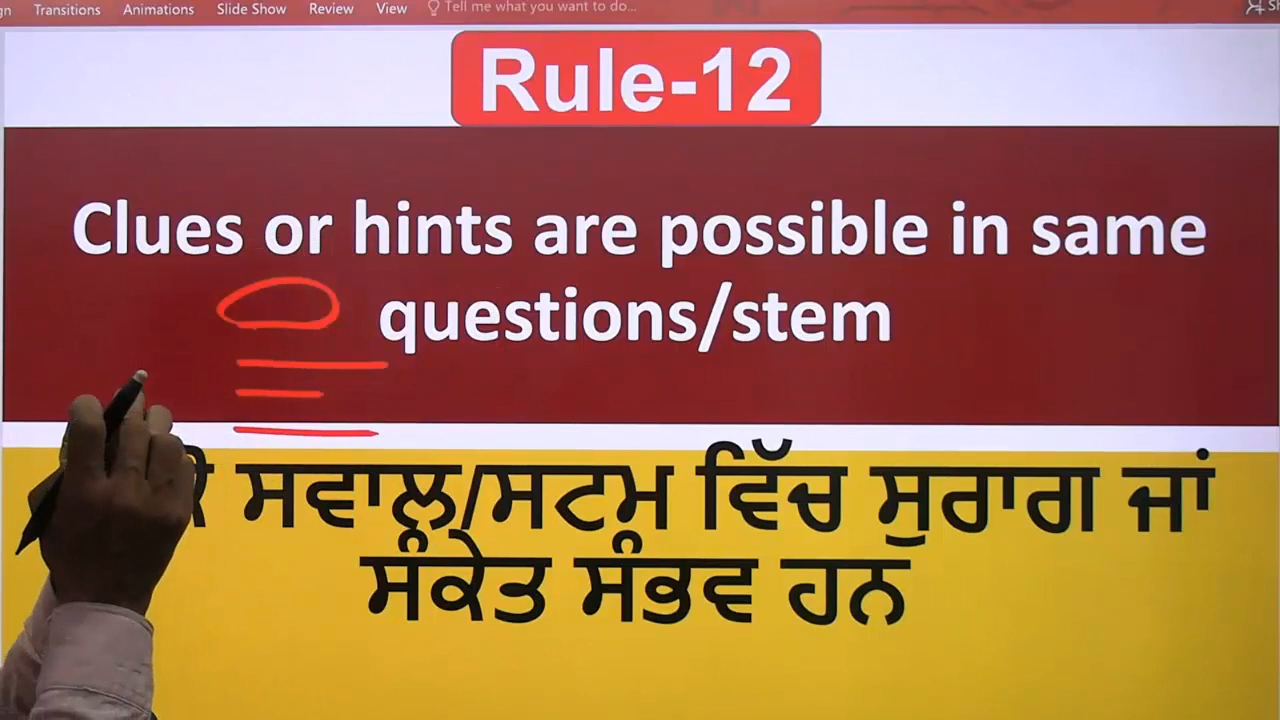 Transitions Animations Slide Show Review View Tell me what you want to do...
Rule-12
Clues or hints are possible in same
questions/stem
ਸਵਾਲ/ਸਟਮ ਵਿੱਚ ਸੁਰਾਗ ਜਾਂ
ਸੰਕੇਤ ਸੰਭਵ ਹਨ